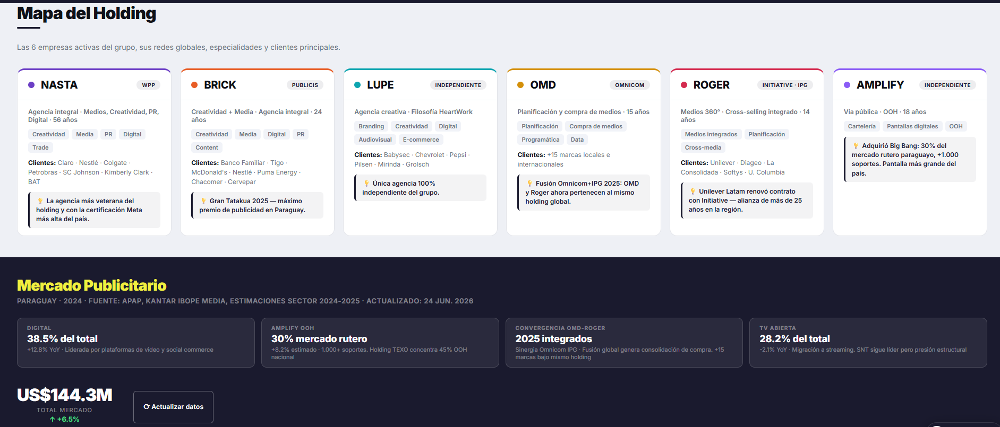 Mapa del Holding
Las 6 empresas activas del grupo, sus redes globales, especialidades y clientes principales.
NASTA
WPP
Agencia integral · Medios, Creatividad, PR,
Digital · 56 años
Creatividad
Media
PR
Digital
Trade
Clientes: Claro · Nestlé · Colgate ·
Petrobras · SC Johnson · Kimberly Clark ·
BAT
💡 La agencia más veterana del
holding y con la certificación Meta
más alta del país.
BRICK
PUBLICIS
Creatividad + Media · Agencia integral · 24
años
Creatividad
Media
Digital
PR
Content
Clientes: Banco Familiar · Tigo ·
McDonald's · Nestlé · Puma Energy ·
Chacomer · Cervepar
💡 Gran Tatakua 2025 — máximo
premio de publicidad en Paraguay.
LUPE
INDEPENDIENTE
Agencia creativa · Filosofía HeartWork
Branding
Creatividad
Digital
Audiovisual
E-commerce
Clientes: Babysec · Chevrolet · Pepsi ·
Pilsen · Mirinda · Grolsch
💡 Única agencia 100%
independiente del grupo.
OMD
OMNICOM
Planificación y compra de medios · 15 años
Planificación
Compra de medios
Programática
Data
Clientes: +15 marcas locales e
internacionales
💡 Fusión Omnicom+IPG 2025: OMD
y Roger ahora pertenecen al mismo
holding global.
ROGER
INITIATIVE · IPG
Medios 360° · Cross-selling integrado · 14
años
Medios integrados
Planificación
Cross-media
Clientes: Unilever · Diageo · La
Consolidada · Softys · U. Columbia
💡 Unilever Latam renovó contrato
con Initiative — alianza de más de 25
años en la región.
AMPLIFY
INDEPENDIENTE
Vía pública · OOH · 18 años
Cartelería
Pantallas digitales
OOH
💡 Adquirió Big Bang: 30% del
mercado rutero paraguayo, +1.000
soportes. Pantalla más grande del
país.
Mercado Publicitario
PARAGUAY · 2024 · FUENTE: APAP, KANTAR IBOPE MEDIA, ESTIMACIONES SECTOR 2024-2025 · ACTUALIZADO: 24 JUN. 2026
DIGITAL
38.5% del total
+12.8% YoY · Liderada por plataformas de video y social commerce
AMPLIFY OOH
30% mercado rutero
+8.2% estimado · 1.000+ soportes. Holding TEXO concentra 45% OOH
nacional
CONVERGENCIA OMD-ROGER
2025 integrados
Sinergia Omnicom IPG · Fusión global genera consolidación de compra. +15
marcas bajo mismo holding
TV ABIERTA
28.2% del total
-2.1% YoY · Migración a streaming. SNT sigue líder pero presión estructural
US$144.3M
TOTAL MERCADO
↑ +6.5%
⟳ Actualizar datos